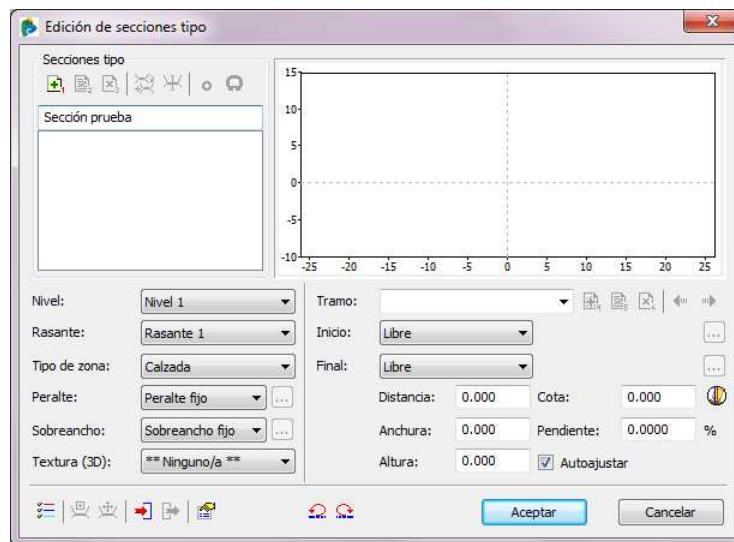 Edición de secciones tipo
Secciones tipo
Sección prueba
15
10
5
0
-5
-10
-25 -20 -15 -10 -5 0 5 10 15 20 25
Nivel: Nivel 1
Rasante: Rasante 1
Tipo de zona: Calzada
Peralte: Peralte fijo ...
Sobreancho: Sobreancho fijo ...
Textura (3D): ** Ninguno/a **
Tramo:
Inicio: Libre ...
Final: Libre ...
Distancia: 0.000 Cota: 0.000
Anchura: 0.000 Pendiente: 0.0000 %
Altura: 0.000 Autoajustar
Aceptar Cancelar